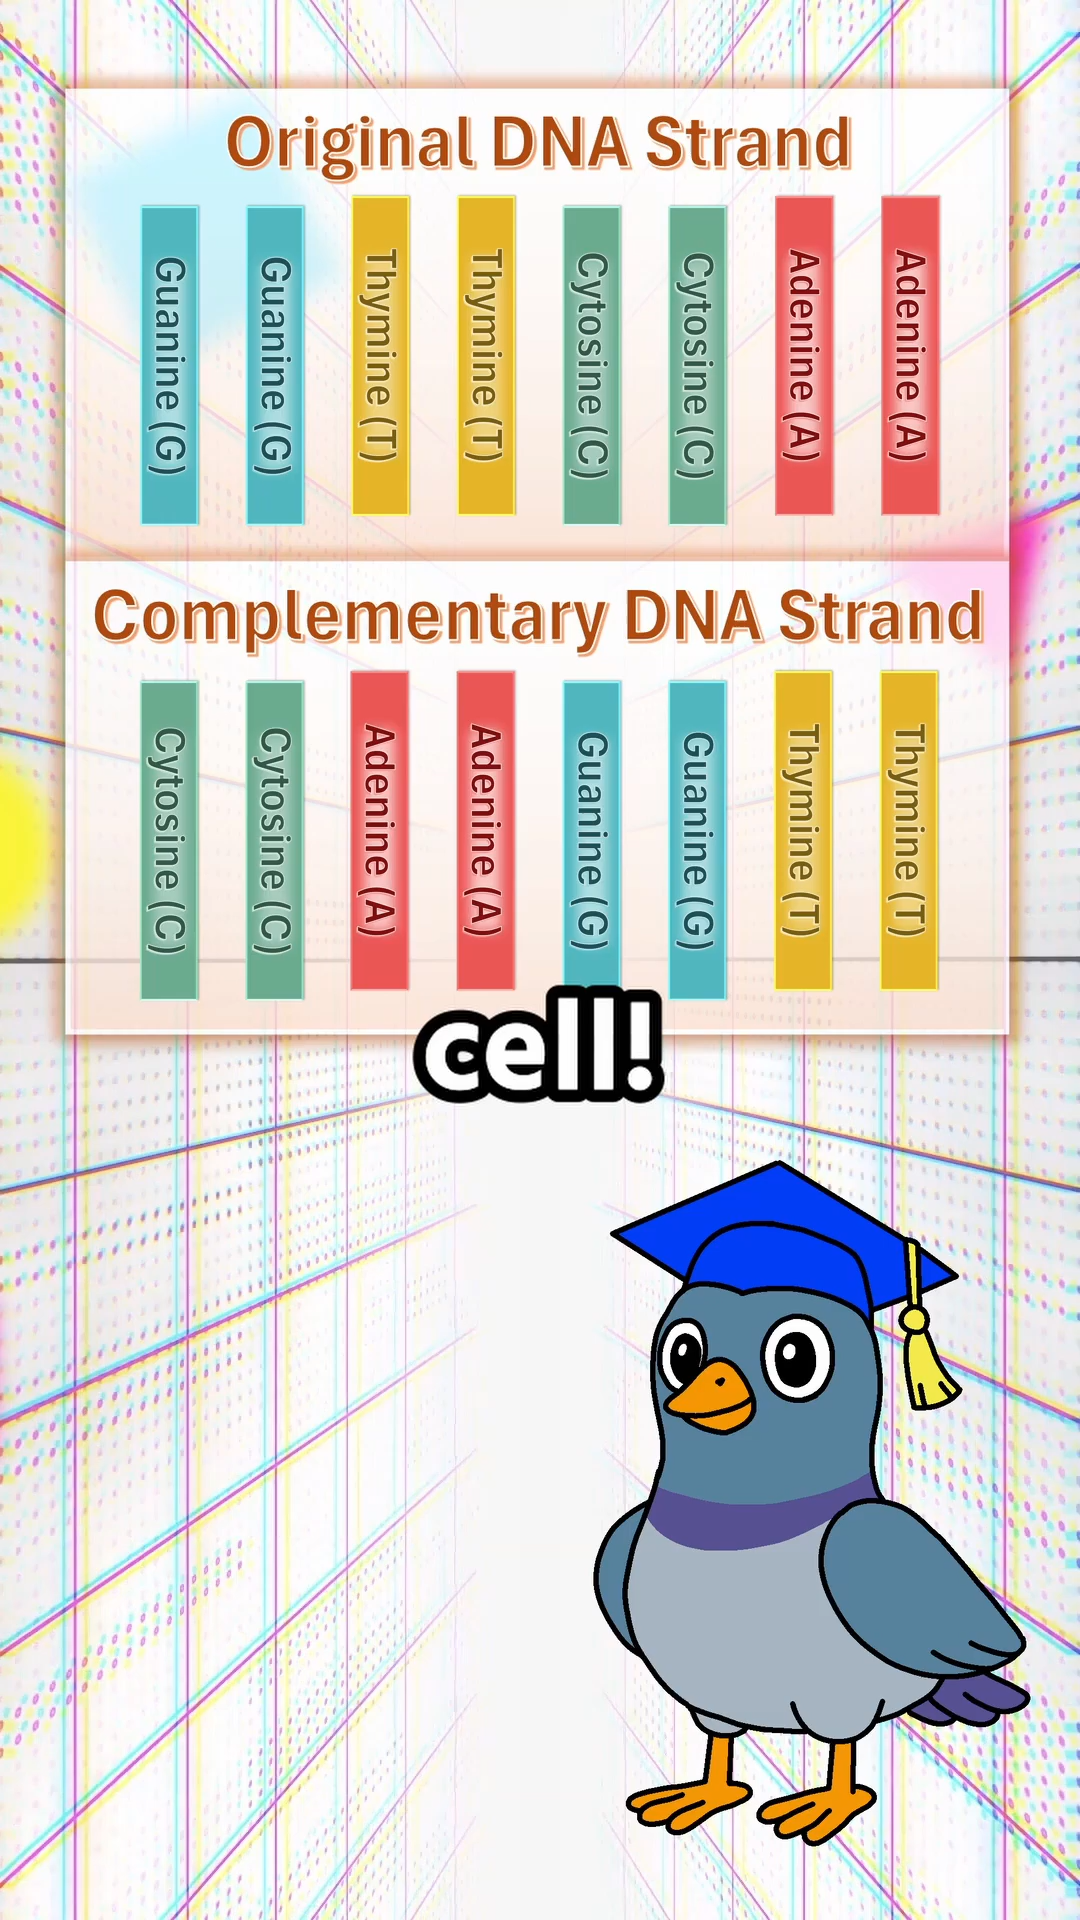 Original DNA Strand
Guanine (G)
Guanine (G)
Thymine (T)
Thymine (T)
Cytosine (C)
Cytosine (C)
Adenine (A)
Adenine (A)
Complementary DNA Strand
Cytosine (C)
Cytosine (C)
Adenine (A)
Adenine (A)
Guanine (G)
Guanine (G)
Thymine (T)
Thymine (T)
cell!